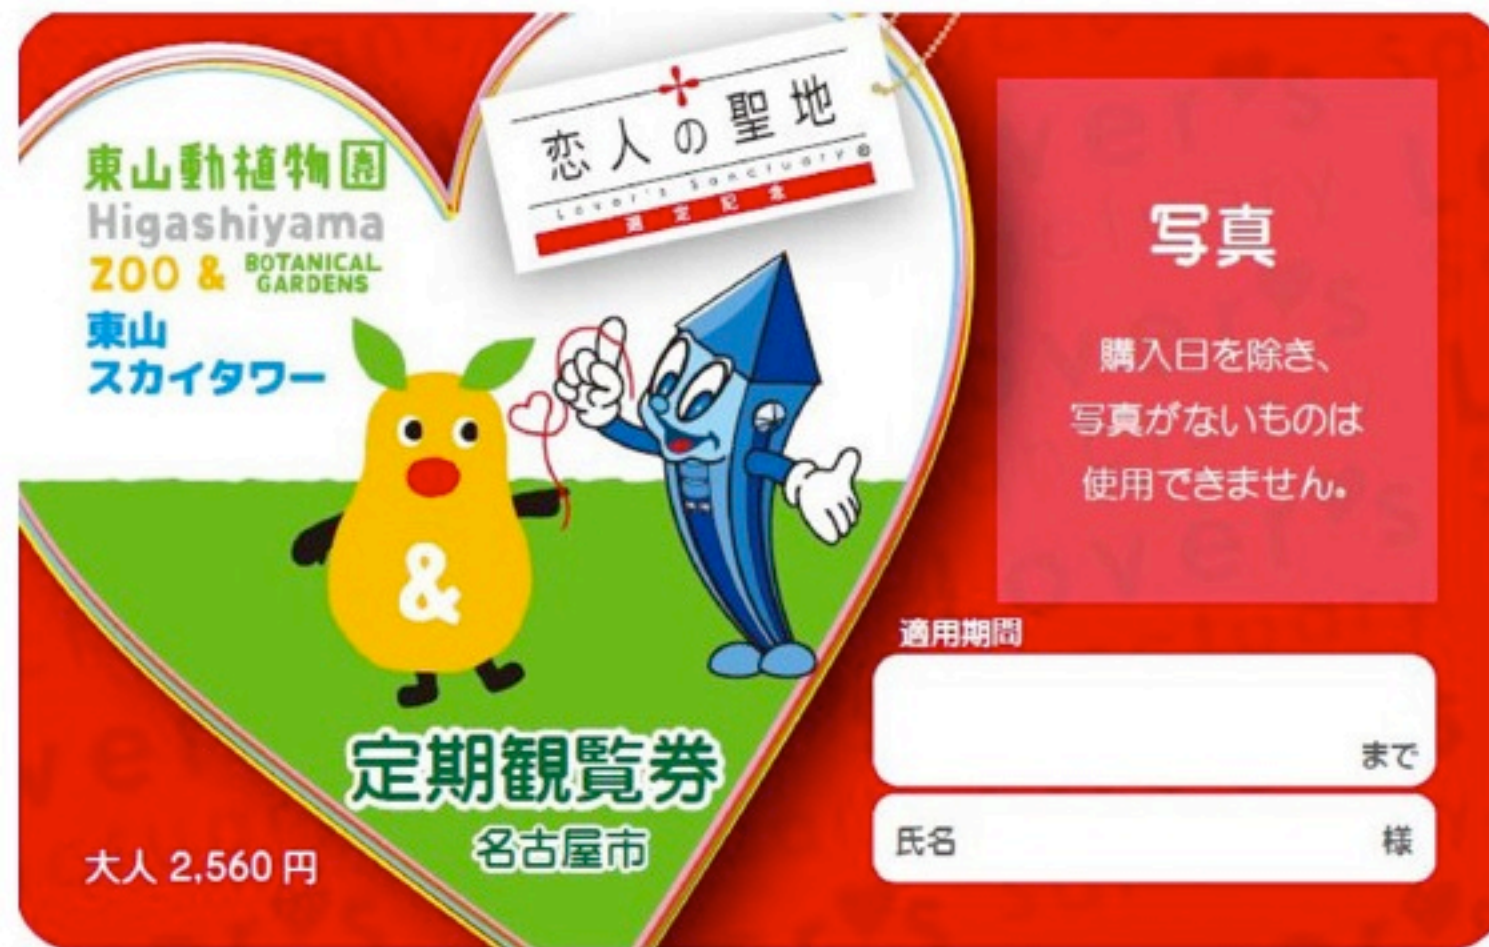 東山動植物園
Higashiyama
ZOO & BOTANICAL GARDENS
東山
スカイタワー
恋人の聖地
Lover's Sanctuary®
選定記念
&
定期観覧券
名古屋市
大人 2,560 円
写真
購入日を除き、
写真がないものは
使用できません。
適用期間
まで
氏名 様